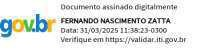 gov.br
Documento assinado digitalmente
FERNANDO NASCIMENTO ZATTA
Data: 31/03/2025 11:38:23-0300
Verifique em https://validar.iti.gov.br